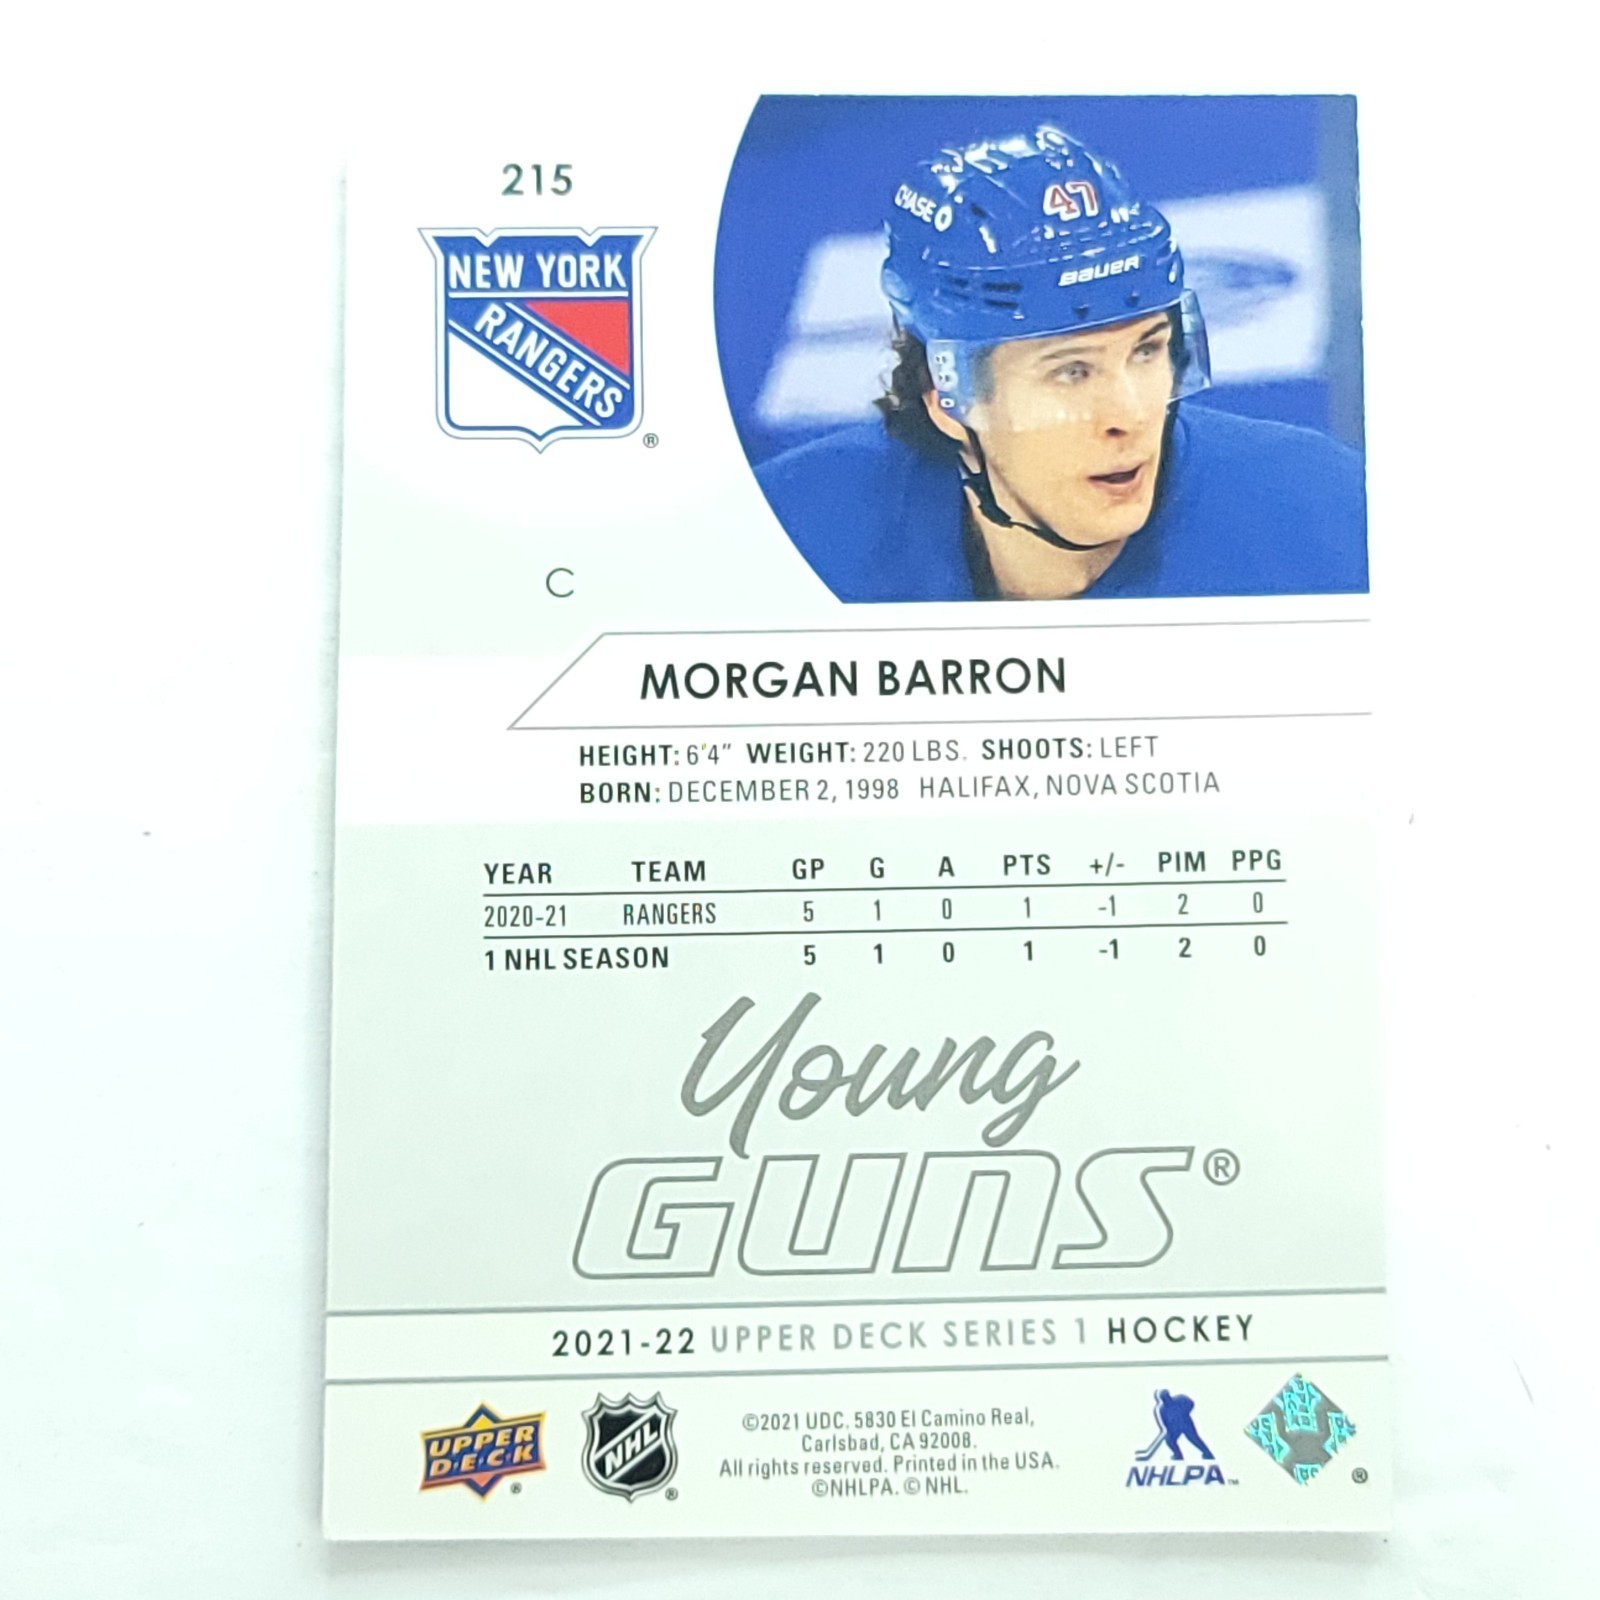 215
NEW YORK
RANGERS
®
CHASE
47
BAUER
C
MORGAN BARRON
HEIGHT: 6'4" WEIGHT: 220 LBS. SHOOTS: LEFT
BORN: DECEMBER 2, 1998 HALIFAX, NOVA SCOTIA
YEAR TEAM GP G A PTS +/- PIM PPG
2020-21 RANGERS 5 1 0 1 -1 2 0
1 NHL SEASON 5 1 0 1 -1 2 0
Young
GUNS®
2021-22 UPPER DECK SERIES 1 HOCKEY
UPPER
DECK
®
NHL
®
©2021 UDC. 5830 El Camino Real,
Carlsbad, CA 92008.
All rights reserved. Printed in the USA.
©NHLPA. © NHL.
NHLPA™
®